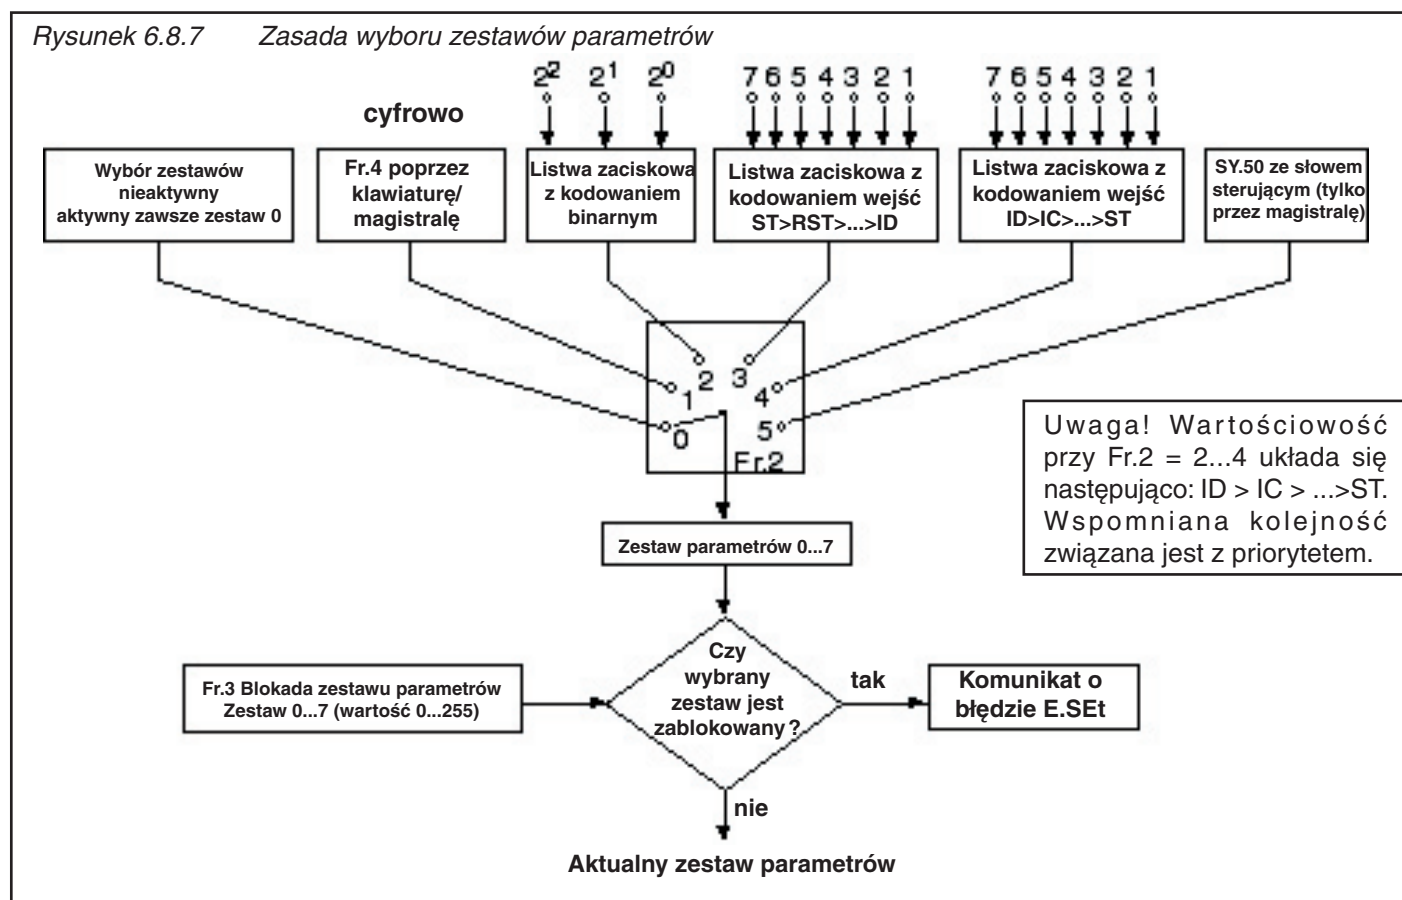 Rysunek 6.8.7 Zasada wyboru zestawów parametrów
cyfrowo
2² 2¹ 2⁰
7 6 5 4 3 2 1
7 6 5 4 3 2 1
Wybór zestawów
nieaktywny
aktywny zawsze zestaw 0
Fr.4 poprzez
klawiaturę/
magistralę
Listwa zaciskowa
z kodowaniem
binarnym
Listwa zaciskowa z
kodowaniem wejść
ST>RST>...>ID
Listwa zaciskowa z
kodowaniem wejść
ID>IC>...>ST
SY.50 ze słowem
sterującym (tylko
przez magistralę)
0 1 2 3 4 5
Fr.2
Uwaga! Wartościowość
przy Fr.2 = 2...4 układa się
następująco: ID > IC > ...>ST.
Wspomniana kolejność
związana jest z priorytetem.
Zestaw parametrów 0...7
Fr.3 Blokada zestawu parametrów
Zestaw 0...7 (wartość 0...255)
Czy
wybrany
zestaw jest
zablokowany ?
tak
Komunikat o
błędzie E.SEt
nie
Aktualny zestaw parametrów